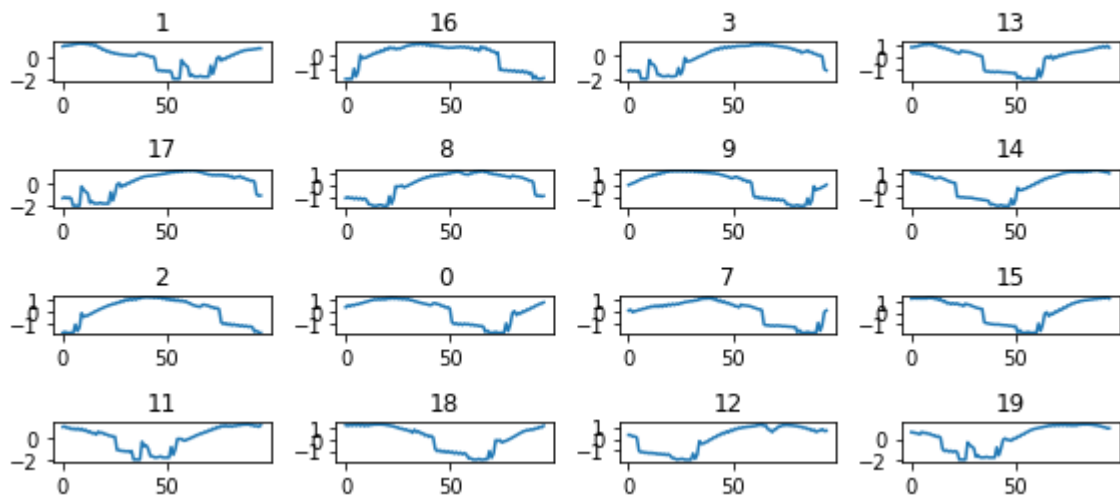 1 16 3 13
0 0 0 1 0
−2 −1 −2 −1
0 50 0 50 0 50 0 50
17 8 9 14
0 1 0 1 0 1 0
−2 −1 −1 −1
0 50 0 50 0 50 0 50
2 0 7 15
1 0 1 0 1 0 1 0
−1 −1 −1 −1
0 50 0 50 0 50 0 50
11 18 12 19
0 1 0 1 0 0
−2 −1 −1 −2
0 50 0 50 0 50 0 50